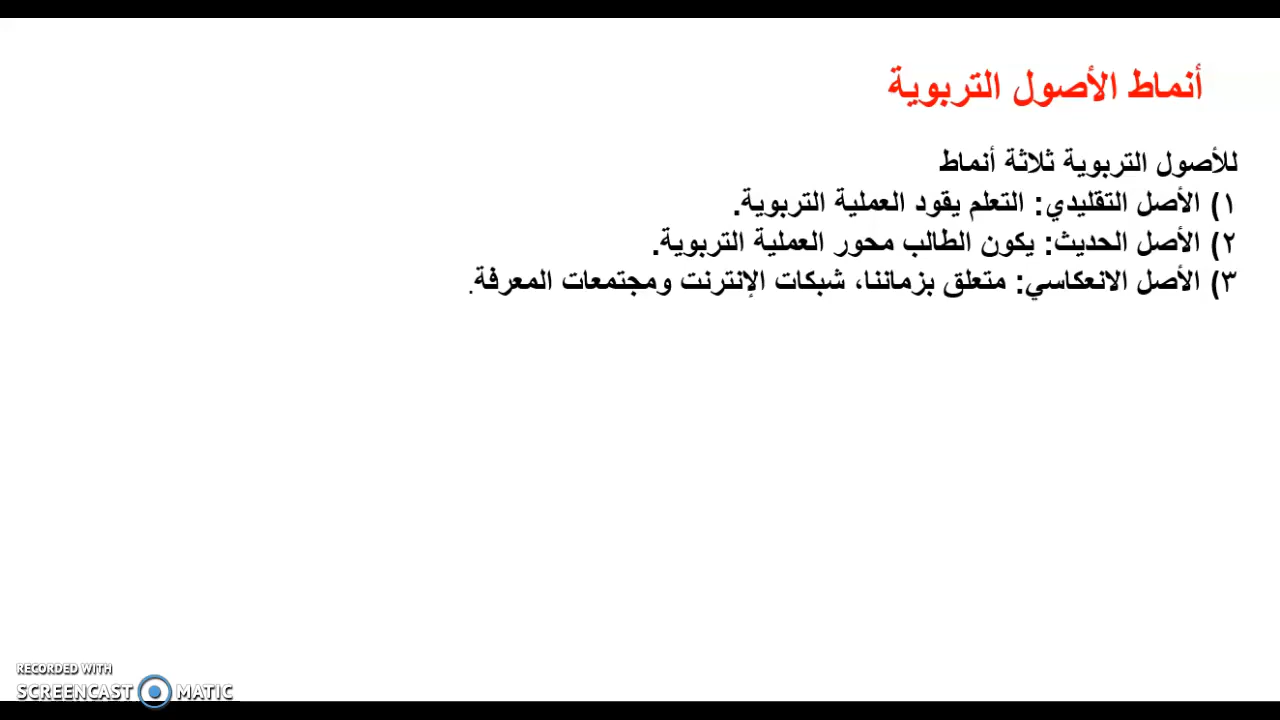 أنماط الأصول التربوية
للأصول التربوية ثلاثة أنماط
١) الأصل التقليدي: التعلم يقود العملية التربوية.
٢) الأصل الحديث: يكون الطالب محور العملية التربوية.
٣) الأصل الانعكاسي: متعلق بزماننا، شبكات الإنترنت ومجتمعات المعرفة.
RECORDED WITH
SCREENCAST MATIC